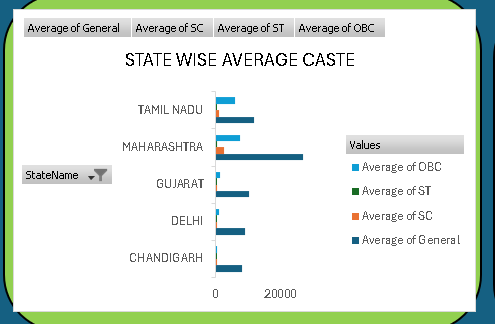 Average of General Average of SC Average of ST Average of OBC
STATE WISE AVERAGE CASTE
TAMIL NADU
MAHARASHTRA
GUJARAT
DELHI
CHANDIGARH
0 20000
StateName
Values
Average of OBC
Average of ST
Average of SC
Average of General